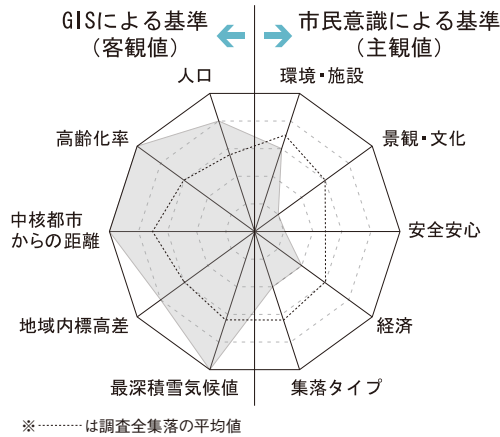 GISによる基準
（客観値）
市民意識による基準
（主観値）
人口
環境・施設
高齢化率
景観・文化
中核都市
からの距離
安全安心
地域内標高差
経済
最深積雪気候値
集落タイプ
※………は調査全集落の平均値